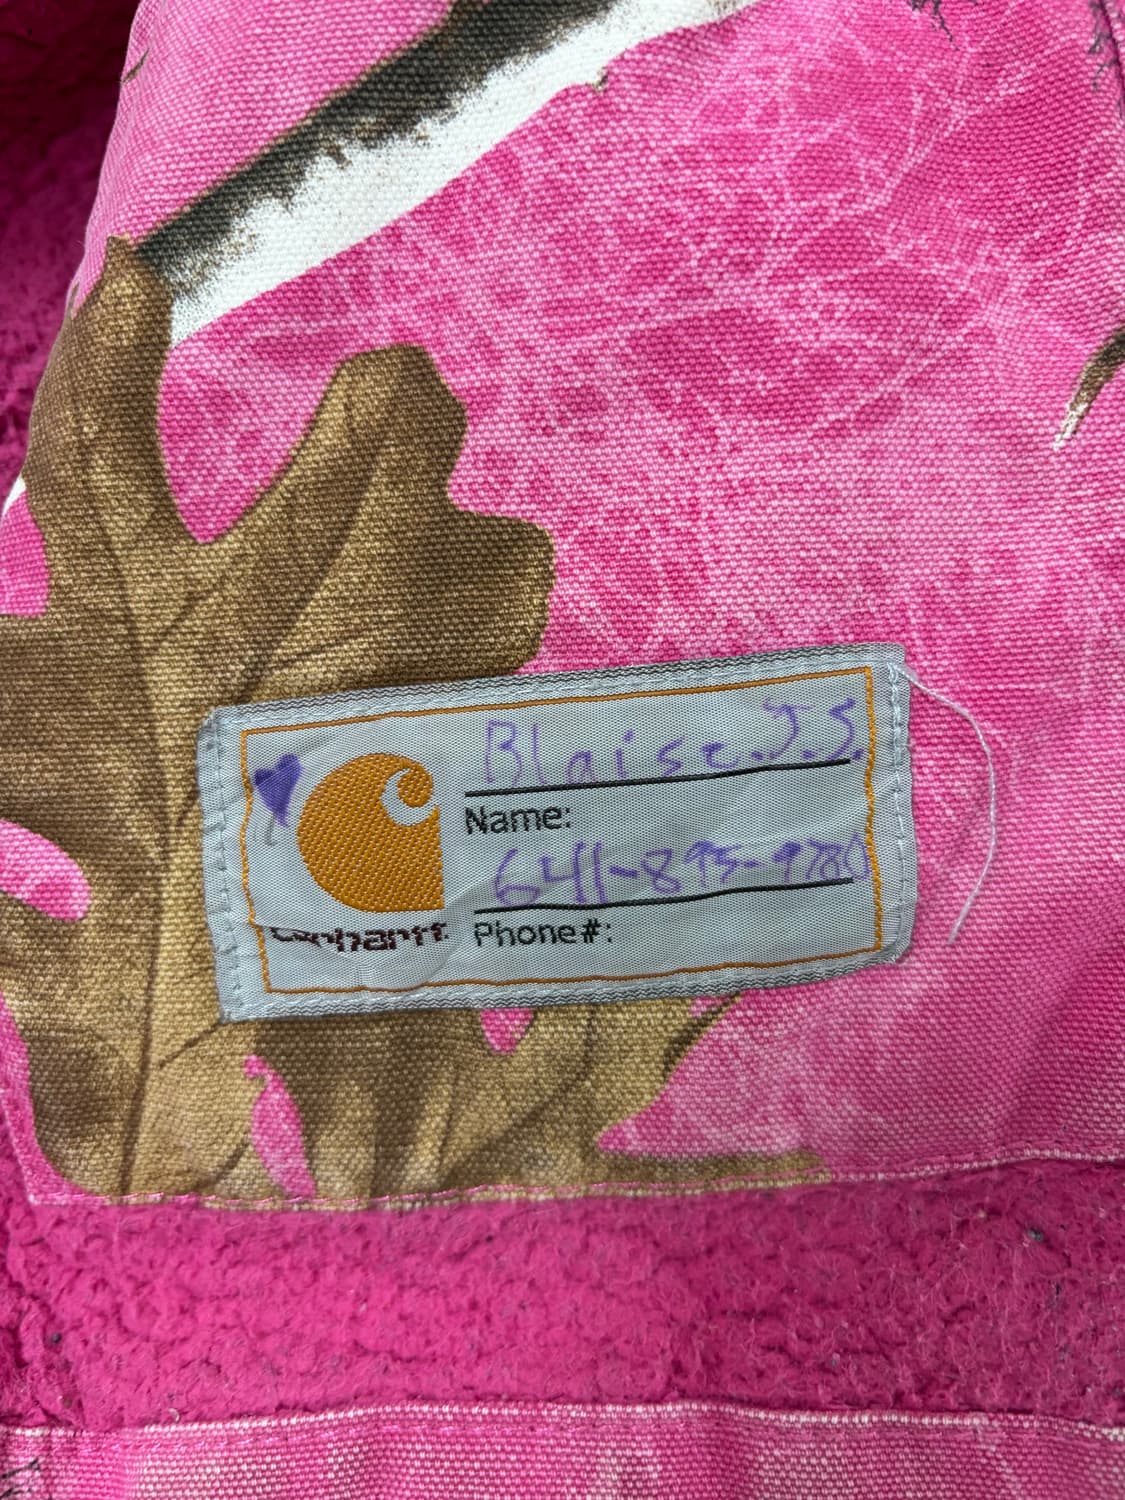 Blaise.J.S.
Name:
641-895-9780
Phone#:
carhartt